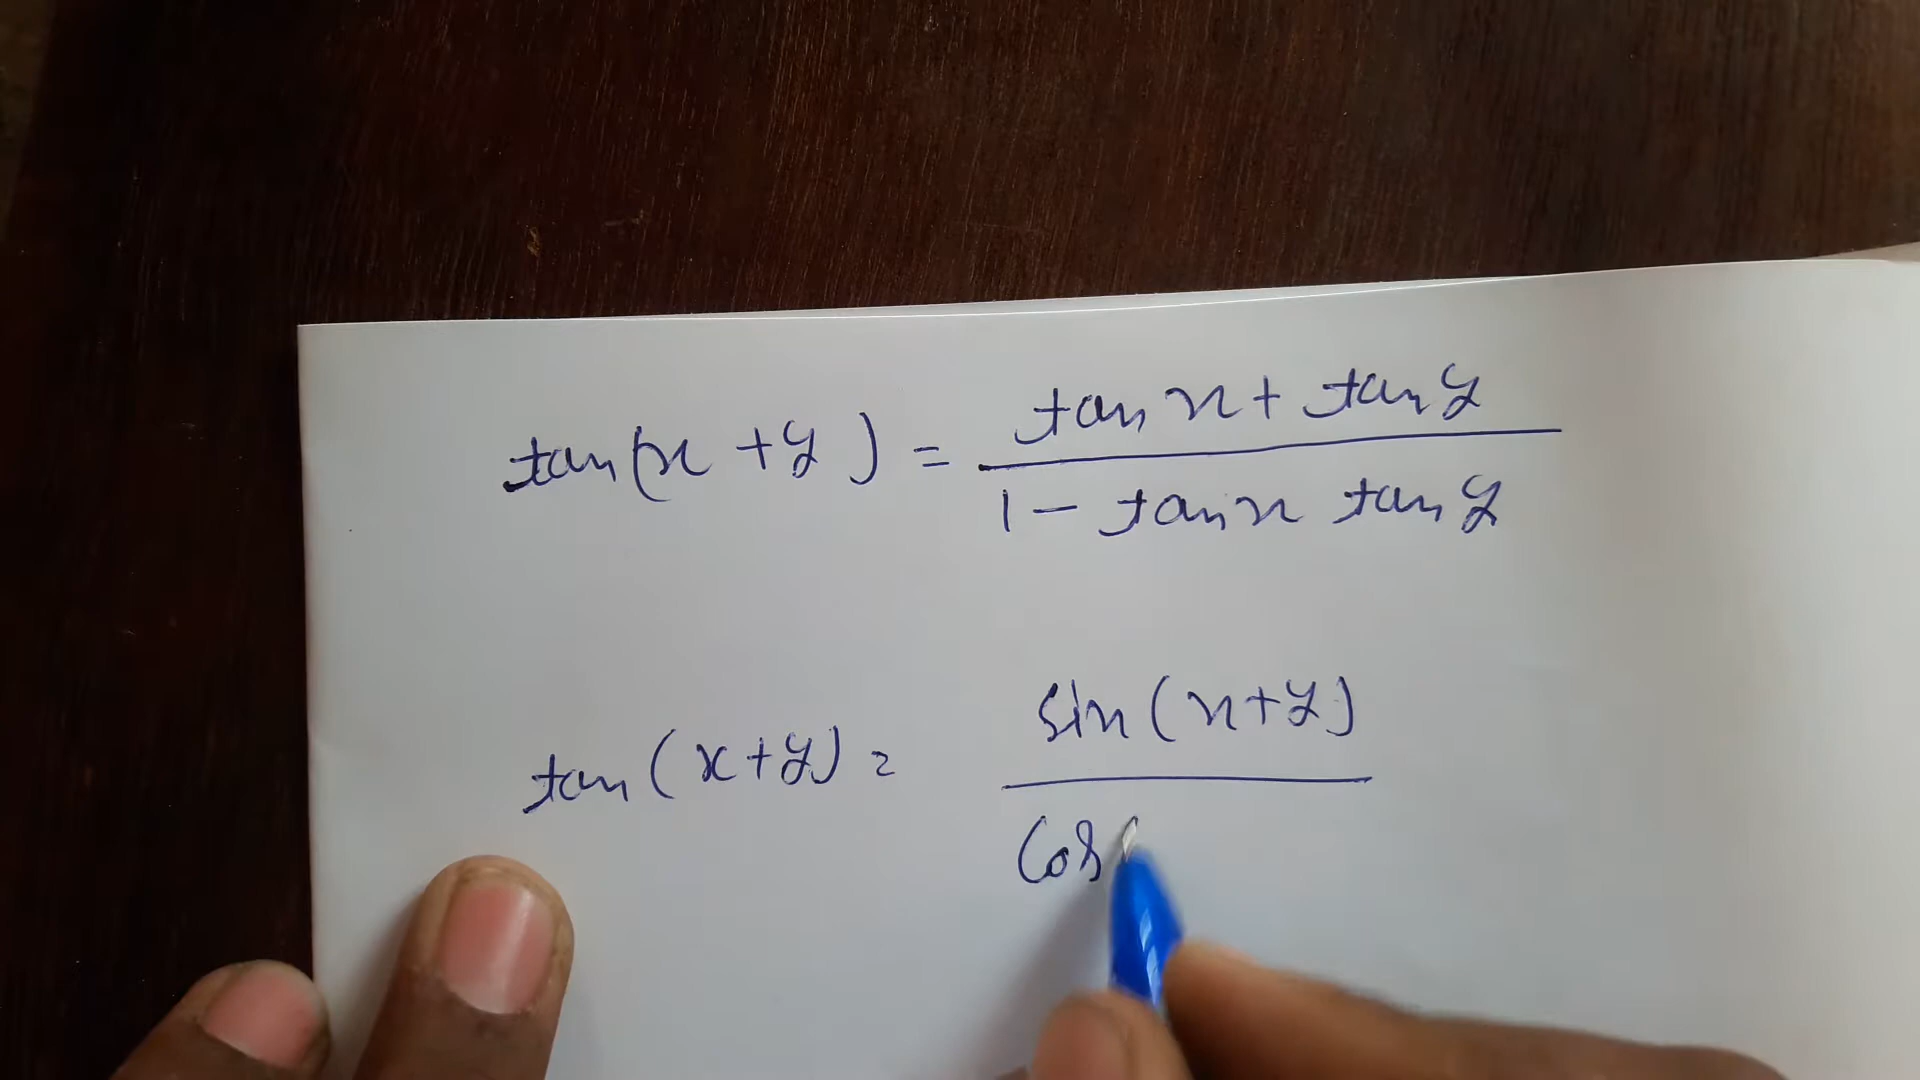 tan(x+y) = (tan x + tan y)/(1 - tan x tan y)
tan(x+y) = sin(x+y)/cos(